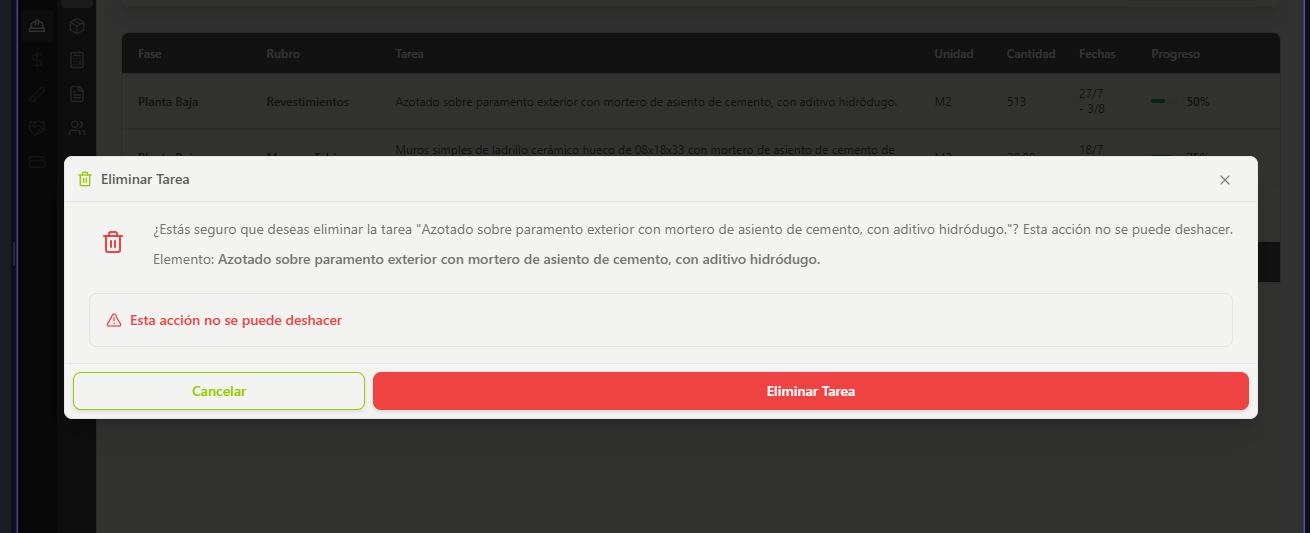 Fase Rubro Tarea Unidad Cantidad Fechas Progreso
Planta Baja Revestimientos Azotado sobre paramento exterior con mortero de asiento de cemento, con aditivo hidródugo. M2 513 27/7 - 3/8 50%
Muros simples de ladrillo cerámico hueco de 08x18x33 con mortero de asiento de cemento de 18/7
Eliminar Tarea
¿Estás seguro que deseas eliminar la tarea "Azotado sobre paramento exterior con mortero de asiento de cemento, con aditivo hidródugo."? Esta acción no se puede deshacer.
Elemento: Azotado sobre paramento exterior con mortero de asiento de cemento, con aditivo hidródugo.
Esta acción no se puede deshacer
Cancelar Eliminar Tarea